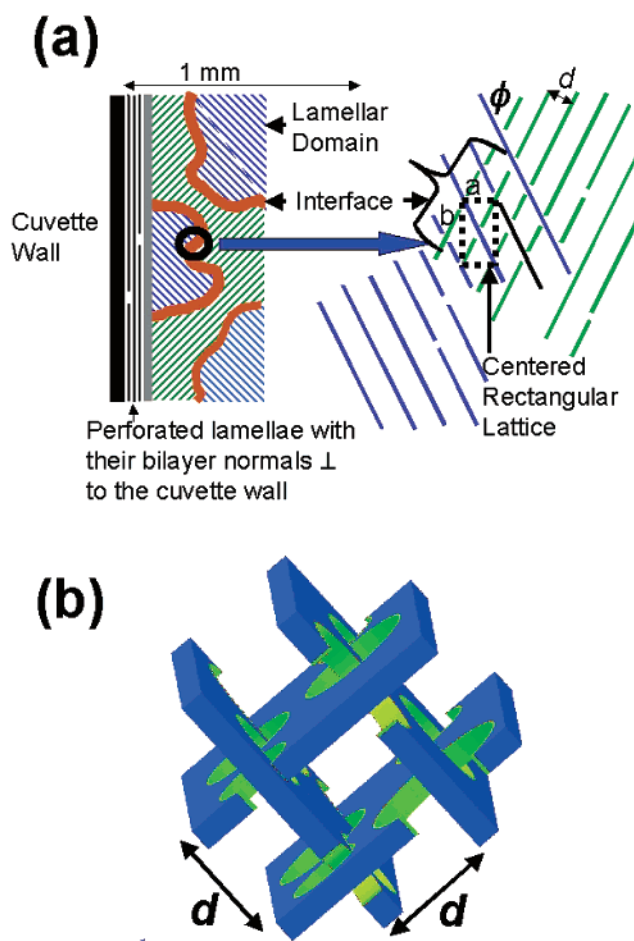 (a)
1 mm
Lamellar
Domain
Interface
Cuvette
Wall
ϕ
d
a
b
Centered
Rectangular
Lattice
Perforated lamellae with
their bilayer normals ⊥
to the cuvette wall
(b)
d
d